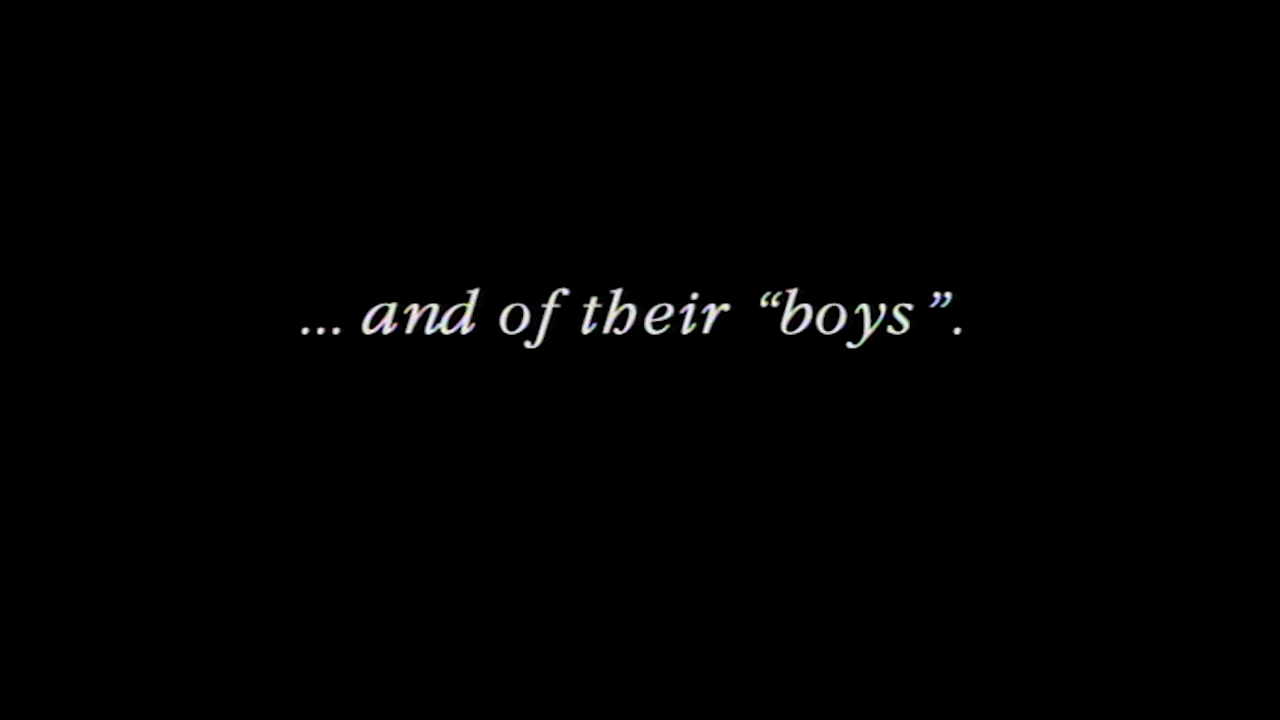 ... and of their “boys”.